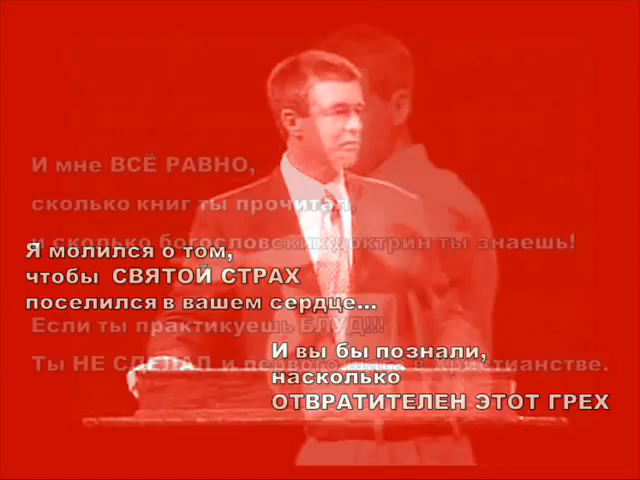 И мне ВСЁ РАВНО,
сколько книг ты прочитал,
и сколько богословских доктрин ты знаешь!
Я молился о том,
чтобы СВЯТОЙ СТРАХ
поселился в вашем сердце...
Если ты практикуешь БЛУД!!!
И вы бы познали,
Ты НЕ СДЕЛАЛ и первого в Христианстве.
насколько
ОТВРАТИТЕЛЕН ЭТОТ ГРЕХ